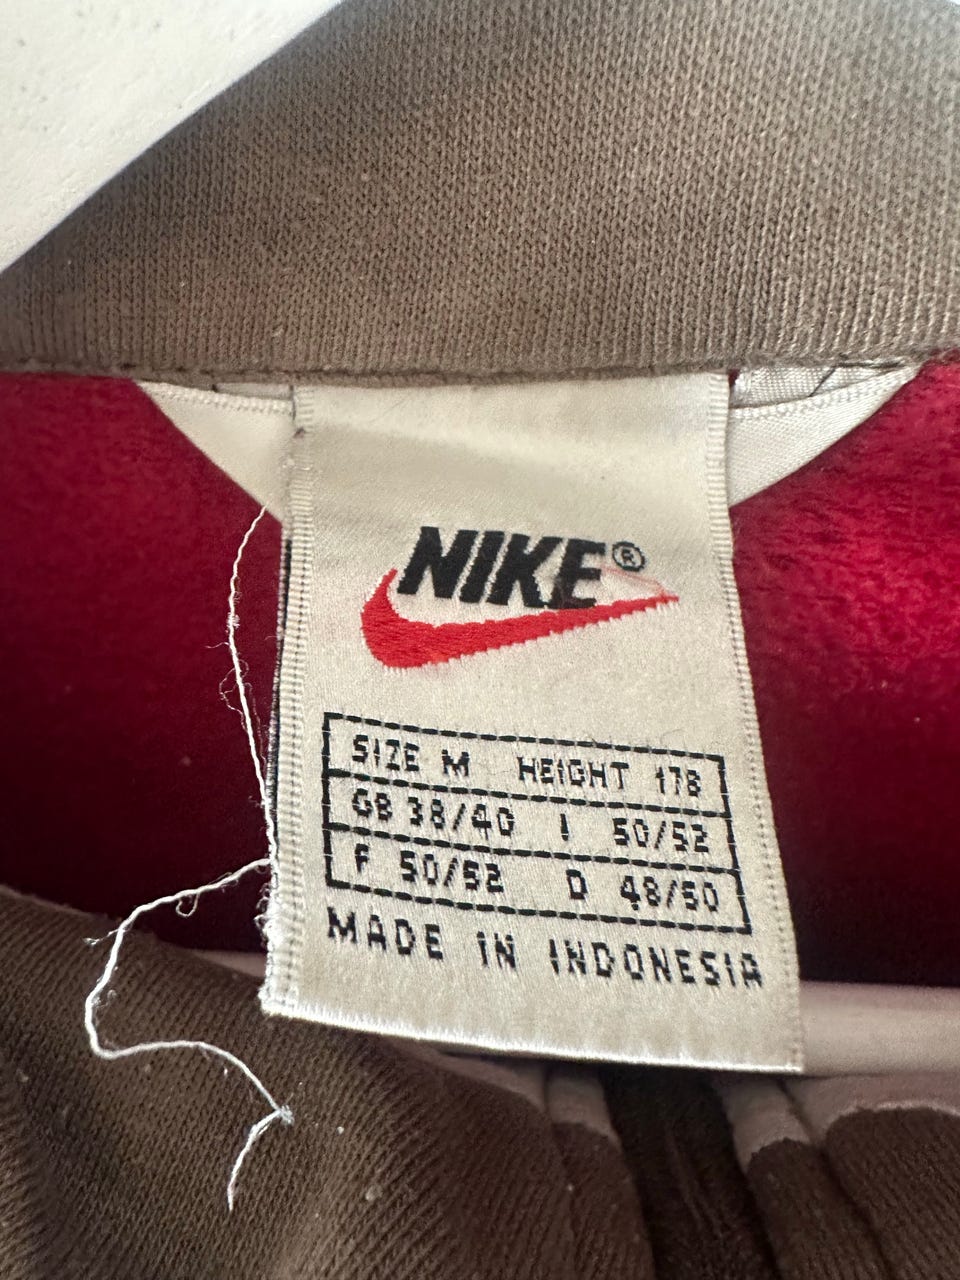 NIKE®
SIZE M HEIGHT 178
GB 38/40 I 50/52
F 50/52 D 48/50
MADE IN INDONESIA